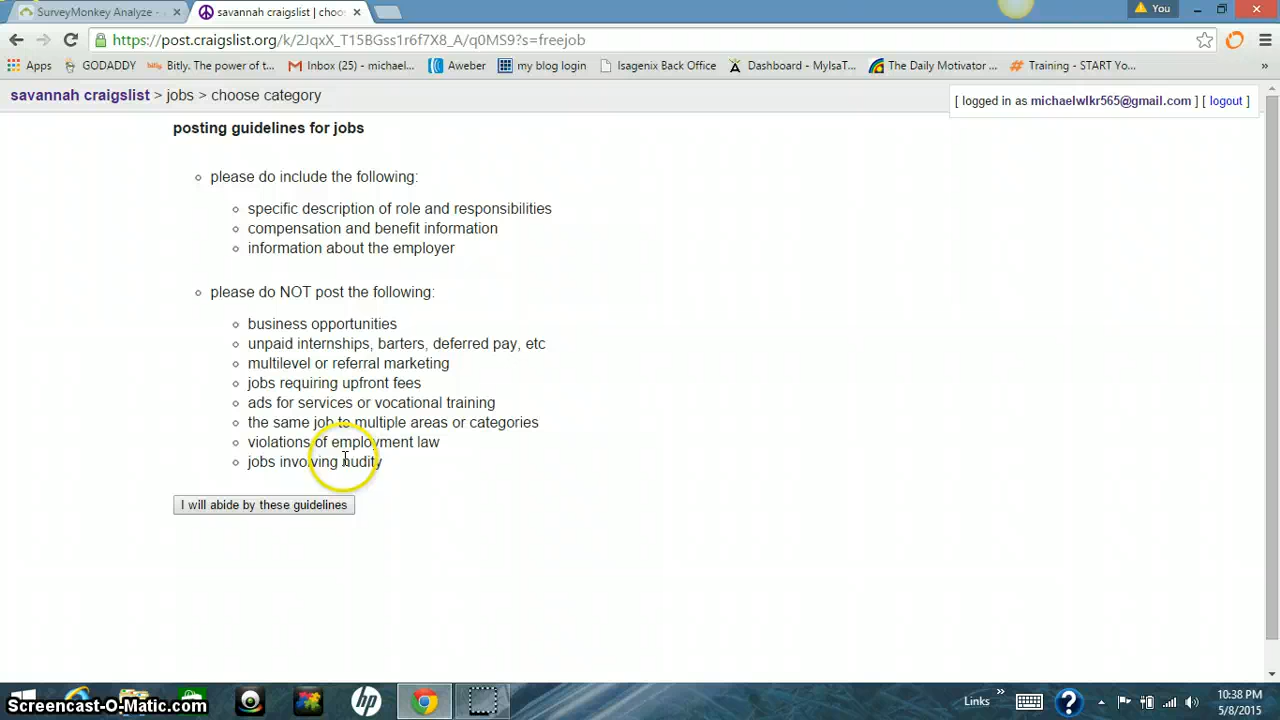 SurveyMonkey Analyze -
savannah craigslist | choo
You
https://post.craigslist.org/k/2JqxX_T15BGss1r6f7X8_A/q0MS9?s=freejob
Apps
GODADDY
Bitly. The power of t...
Inbox (25) - michael...
Aweber
my blog login
Isagenix Back Office
Dashboard - MyIsaT...
The Daily Motivator ...
Training - START Yo...
»
savannah craigslist > jobs > choose category
[ logged in as michaelwlkr565@gmail.com ] [ logout ]
posting guidelines for jobs
please do include the following:
specific description of role and responsibilities
compensation and benefit information
information about the employer
please do NOT post the following:
business opportunities
unpaid internships, barters, deferred pay, etc
multilevel or referral marketing
jobs requiring upfront fees
ads for services or vocational training
the same job to multiple areas or categories
violations of employment law
jobs involving nudity
I will abide by these guidelines
Screencast-O-Matic.com
hp
Links
»
10:38 PM
5/8/2015